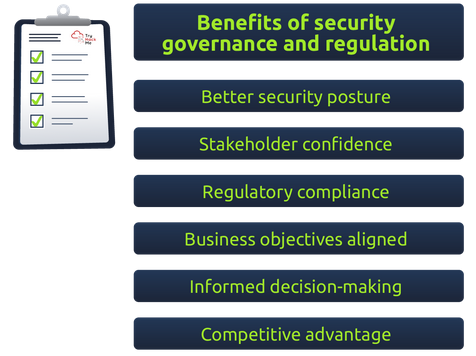 Try
Hack
Me
Benefits of security
governance and regulation
Better security posture
Stakeholder confidence
Regulatory compliance
Business objectives aligned
Informed decision-making
Competitive advantage